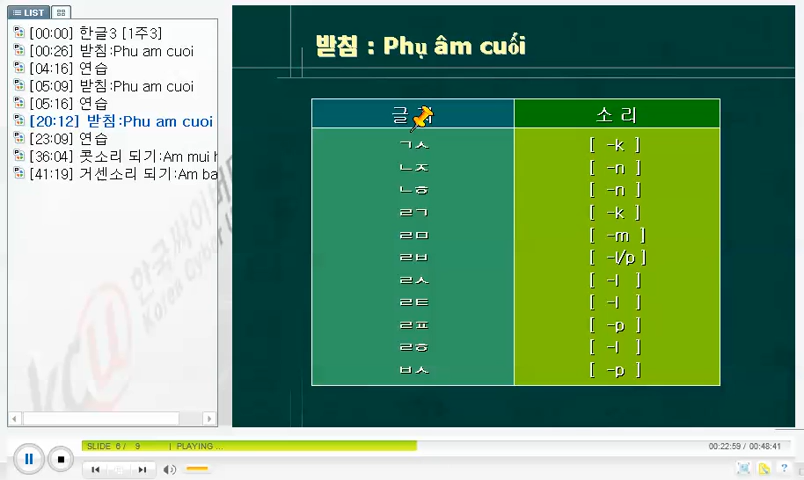 LIST
[00:00] 한글3 [1주3]
[00:26] 받침:Phu am cuoi
[04:16] 연습
[05:09] 받침:Phu am cuoi
[05:16] 연습
[20:12] 받침:Phu am cuoi
[23:09] 연습
[36:04] 콧소리 되기:Am mui h
[41:19] 거센소리 되기:Am ba
받침 : Phụ âm cuối
소 리
ㄱㅅ [ -k ]
ㄴㅈ [ -n ]
ㄴㅎ [ -n ]
ㄹㄱ [ -k ]
ㄹㅁ [ -m ]
ㄹㅂ [ -l/p ]
ㄹㅅ [ -l ]
ㄹㅌ [ -l ]
ㄹㅍ [ -p ]
ㄹㅎ [ -l ]
ㅂㅅ [ -p ]
SLIDE 6 / 9 | PLAYING ...
00:22:59 / 00:48:41